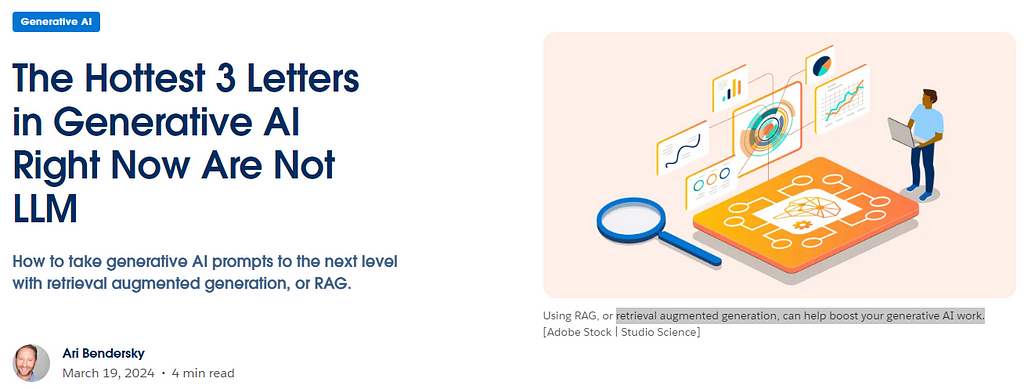 Generative AI
The Hottest 3 Letters
in Generative AI
Right Now Are Not
LLM
How to take generative AI prompts to the next level
with retrieval augmented generation, or RAG.
Ari Bendersky
March 19, 2024 • 4 min read
Using RAG, or retrieval augmented generation, can help boost your generative AI work.
[Adobe Stock | Studio Science]